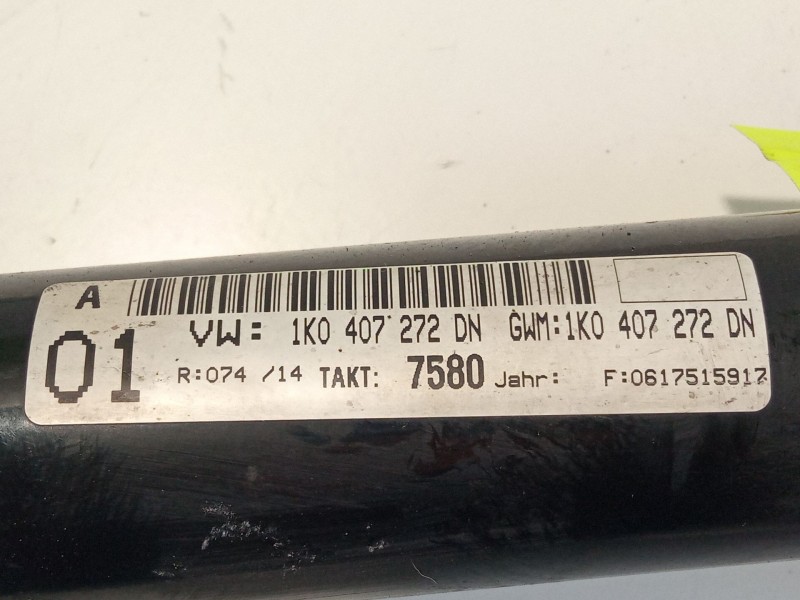 A
01
VW: 1K0 407 272 DN GWM:1K0 407 272 DN
R:074 /14 TAKT: 7580 Jahr: F:0617515917